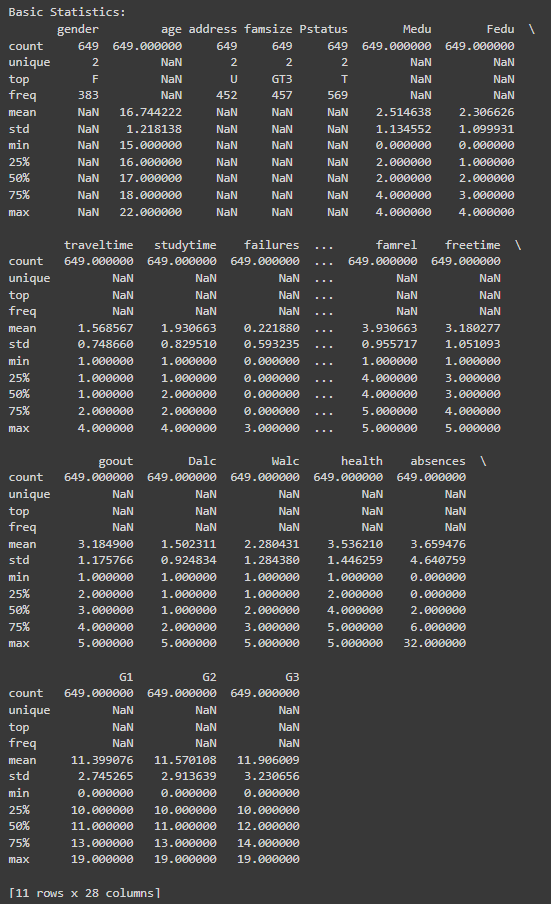 Basic Statistics:
gender age address famsize Pstatus Medu Fedu \
count 649 649.000000 649 649 649 649.000000 649.000000
unique 2 NaN 2 2 2 NaN NaN
top F NaN U GT3 T NaN NaN
freq 383 NaN 452 457 569 NaN NaN
mean NaN 16.744222 NaN NaN NaN 2.514638 2.306626
std NaN 1.218138 NaN NaN NaN 1.134552 1.099931
min NaN 15.000000 NaN NaN NaN 0.000000 0.000000
25% NaN 16.000000 NaN NaN NaN 2.000000 1.000000
50% NaN 17.000000 NaN NaN NaN 2.000000 2.000000
75% NaN 18.000000 NaN NaN NaN 4.000000 3.000000
max NaN 22.000000 NaN NaN NaN 4.000000 4.000000
traveltime studytime failures ... famrel freetime \
count 649.000000 649.000000 649.000000 ... 649.000000 649.000000
unique NaN NaN NaN ... NaN NaN
top NaN NaN NaN ... NaN NaN
freq NaN NaN NaN ... NaN NaN
mean 1.568567 1.930663 0.221880 ... 3.930663 3.180277
std 0.748660 0.829510 0.593235 ... 0.955717 1.051093
min 1.000000 1.000000 0.000000 ... 1.000000 1.000000
25% 1.000000 1.000000 0.000000 ... 4.000000 3.000000
50% 1.000000 2.000000 0.000000 ... 4.000000 3.000000
75% 2.000000 2.000000 0.000000 ... 5.000000 4.000000
max 4.000000 4.000000 3.000000 ... 5.000000 5.000000
goout Dalc Walc health absences \
count 649.000000 649.000000 649.000000 649.000000 649.000000
unique NaN NaN NaN NaN NaN
top NaN NaN NaN NaN NaN
freq NaN NaN NaN NaN NaN
mean 3.184900 1.502311 2.280431 3.536210 3.659476
std 1.175766 0.924834 1.284380 1.446259 4.640759
min 1.000000 1.000000 1.000000 1.000000 0.000000
25% 2.000000 1.000000 1.000000 2.000000 0.000000
50% 3.000000 1.000000 2.000000 4.000000 2.000000
75% 4.000000 2.000000 3.000000 5.000000 6.000000
max 5.000000 5.000000 5.000000 5.000000 32.000000
G1 G2 G3
count 649.000000 649.000000 649.000000
unique NaN NaN NaN
top NaN NaN NaN
freq NaN NaN NaN
mean 11.399076 11.570108 11.906009
std 2.745265 2.913639 3.230656
min 0.000000 0.000000 0.000000
25% 10.000000 10.000000 10.000000
50% 11.000000 11.000000 12.000000
75% 13.000000 13.000000 14.000000
max 19.000000 19.000000 19.000000
[11 rows x 28 columns]